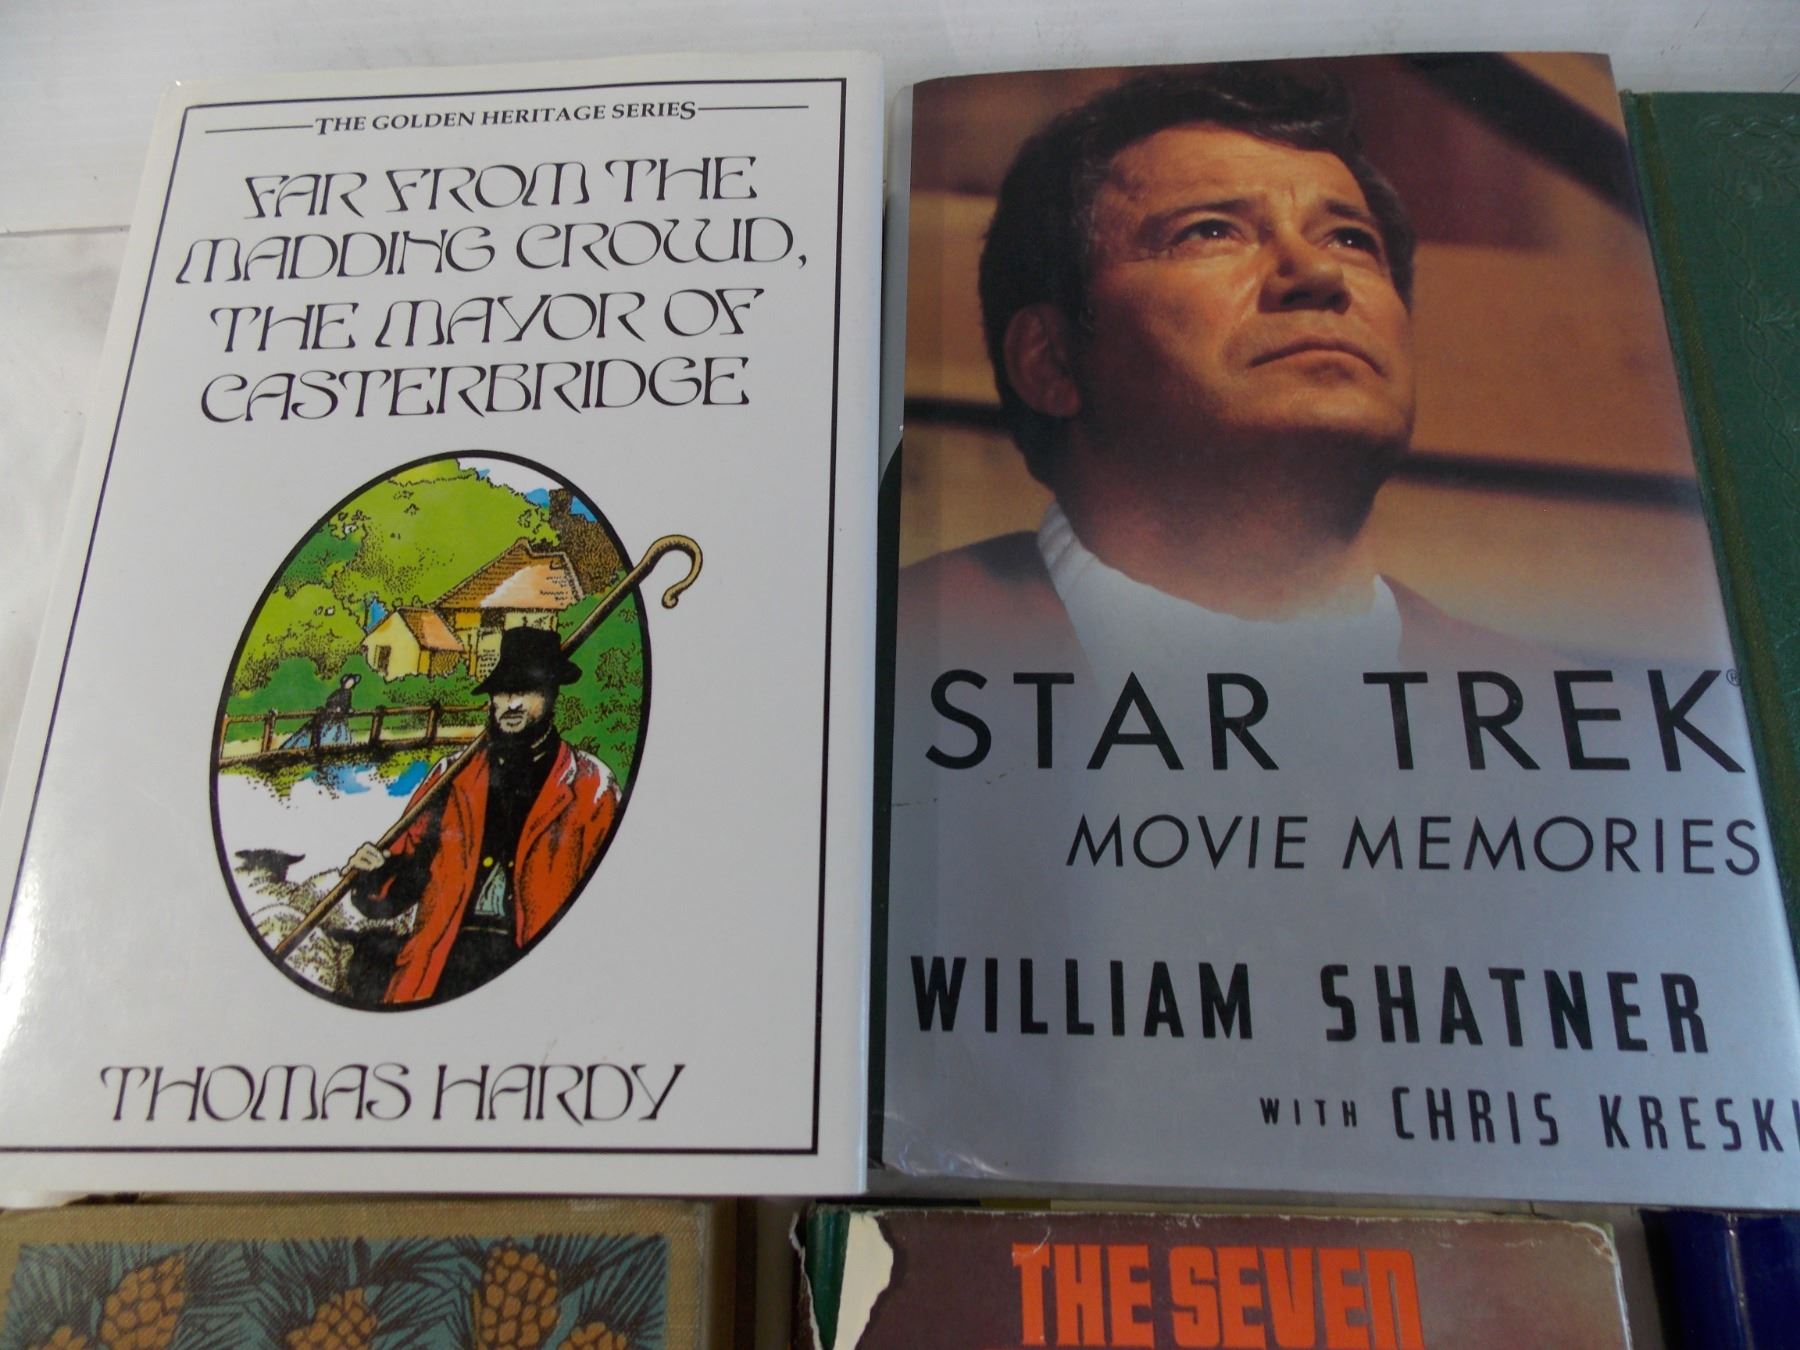 THE GOLDEN HERITAGE SERIES
FAR FROM THE
MADDING CROWD,
THE MAYOR OF
CASTERBRIDGE
THOMAS HARDY
STAR TREK®
MOVIE MEMORIES
WILLIAM SHATNER
WITH CHRIS KRESKI
THE SEVEN